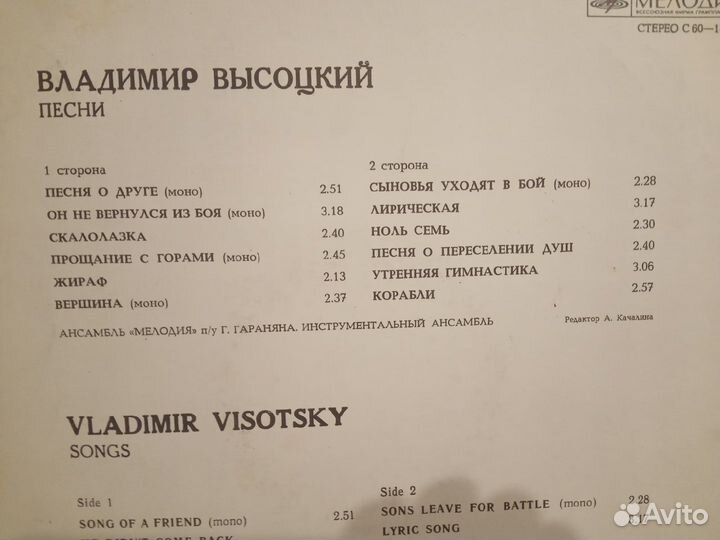 МЕЛОДИ
ВСЕСОЮЗНАЯ ФИРМА ГРАМПЛА
СТЕРЕО С 60—1
ВЛАДИМИР ВЫСОЦКИЙ
ПЕСНИ
1 сторона
ПЕСНЯ О ДРУГЕ (моно) 2.51
ОН НЕ ВЕРНУЛСЯ ИЗ БОЯ (моно) 3.18
СКАЛОЛАЗКА 2.40
ПРОЩАНИЕ С ГОРАМИ (моно) 2.45
ЖИРАФ 2.13
ВЕРШИНА (моно) 2.37
2 сторона
СЫНОВЬЯ УХОДЯТ В БОЙ (моно) 2.28
ЛИРИЧЕСКАЯ 3.17
НОЛЬ СЕМЬ 2.30
ПЕСНЯ О ПЕРЕСЕЛЕНИИ ДУШ 2.40
УТРЕННЯЯ ГИМНАСТИКА 3.06
КОРАБЛИ 2.57
АНСАМБЛЬ «МЕЛОДИЯ» п/у Г. ГАРАНЯНА. ИНСТРУМЕНТАЛЬНЫЙ АНСАМБЛЬ
Редактор А. Качалина
VLADIMIR VISOTSKY
SONGS
Side 1
SONG OF A FRIEND (mono) 2.51
Side 2
SONS LEAVE FOR BATTLE (mono) 2.28
LYRIC SONG
Avito